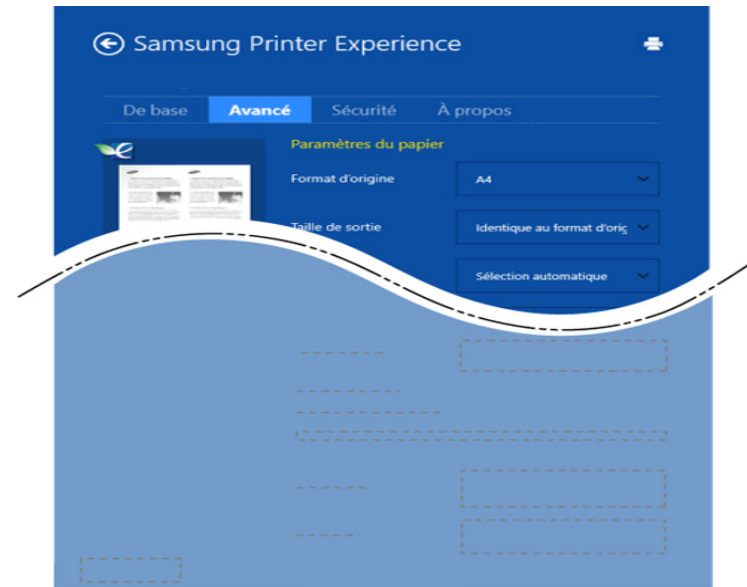 Samsung Printer Experience
De base Avancé Sécurité À propos
Paramètres du papier
Format d'origine A4
Taille de sortie Identique au format d'orig
Sélection automatique